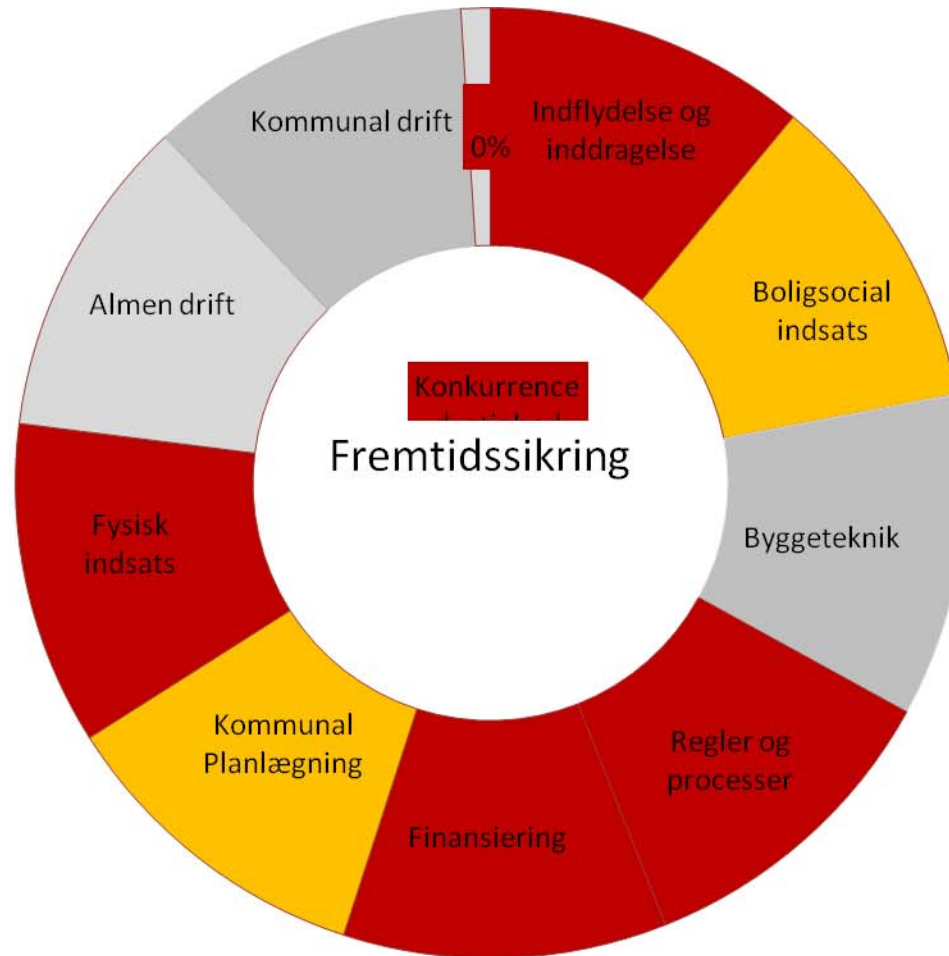 Kommunal drift
0%
Indflydelse og
inddragelse
Boligsocial
indsats
Almen drift
Konkurrence
Fremtidssikring
Fysisk
indsats
Byggeteknik
Kommunal
Planlægning
Regler og
processer
Finansiering